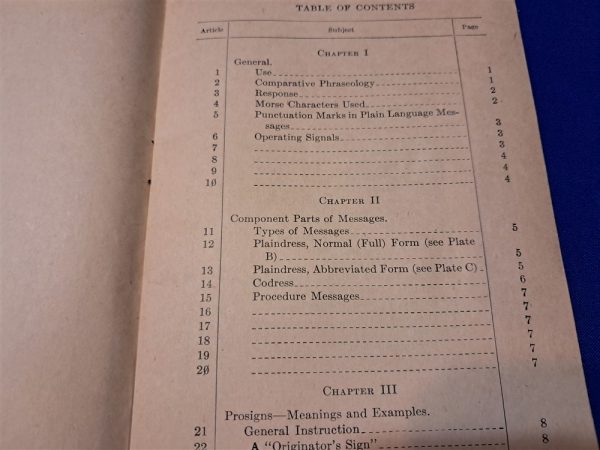 TABLE OF CONTENTS
Article Subject Page
CHAPTER I
General.
1 Use 1
2 Comparative Phraseology 1
3 Response 2
4 Morse Characters Used 2
5 Punctuation Marks in Plain Language Mes-
sages 3
6 Operating Signals 3
7 3
8 4
9 4
1Ø 4
CHAPTER II
Component Parts of Messages.
11 Types of Messages 5
12 Plaindress, Normal (Full) Form (see Plate
B) 5
13 Plaindress, Abbreviated Form (see Plate C) 5
14 Codress 6
15 Procedure Messages 7
16 7
17 7
18 7
19 7
2Ø 7
CHAPTER III
Prosigns—Meanings and Examples.
21 General Instruction 8
22 A "Originator's Sign" 8